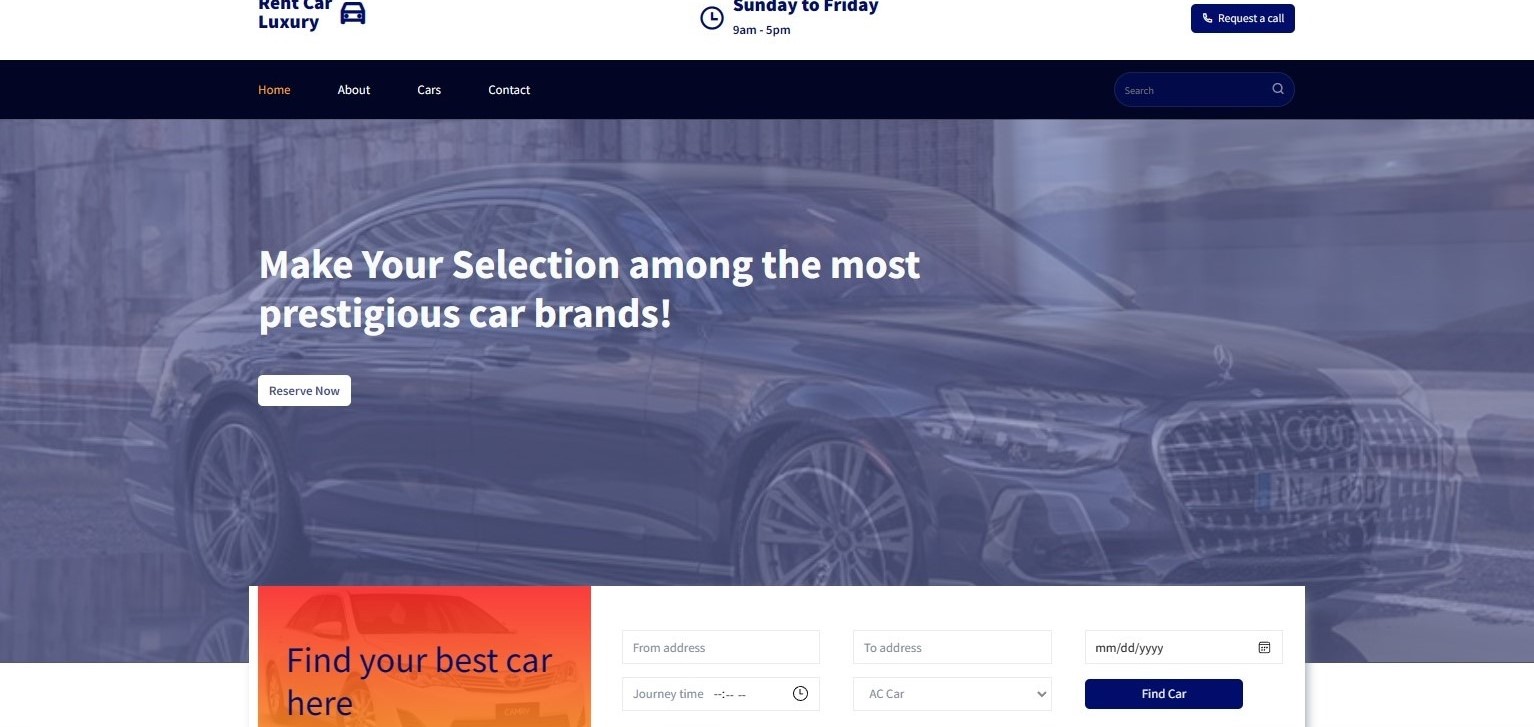 Rent Car
Luxury
Sunday to Friday
9am - 5pm
Request a call
Home
About
Cars
Contact
Search
Make Your Selection among the most
prestigious car brands!
Reserve Now
Find your best car
here
From address
To address
mm/dd/yyyy
Journey time --:-- --
AC Car
Find Car